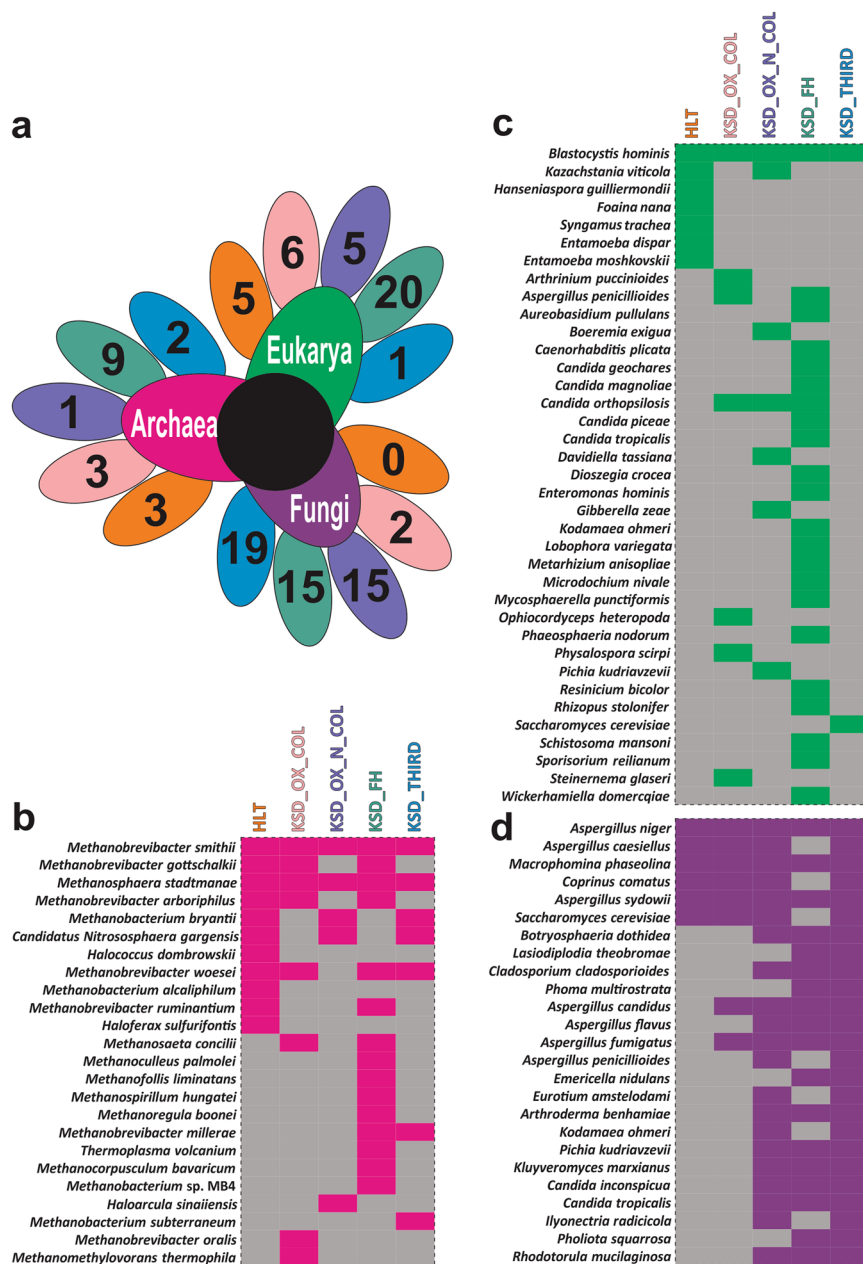 a
6
5
5
20
2
Eukarya
9
1
1
Archaea
0
3
Fungi
2
3
19
15
15
b
HLT
KSD_OX_COL
KSD_OX_N_COL
KSD_FH
KSD_THIRD
Methanobrevibacter smithii
Methanobrevibacter gottschalkii
Methanosphaera stadtmanae
Methanobrevibacter arboriphilus
Methanobacterium bryantii
Candidatus Nitrososphaera gargensis
Halococcus dombrowskii
Methanobrevibacter woesei
Methanobacterium alcaliphilum
Methanobrevibacter ruminantium
Haloferax sulfurifontis
Methanosaeta concilii
Methanoculleus palmolei
Methanofollis liminatans
Methanospirillum hungatei
Methanoregula boonei
Methanobrevibacter millerae
Thermoplasma volcanium
Methanocorpusculum bavaricum
Methanobacterium sp. MB4
Haloarcula sinaiiensis
Methanobacterium subterraneum
Methanobrevibacter oralis
Methanomethylovorans thermophila
c
HLT
KSD_OX_COL
KSD_OX_N_COL
KSD_FH
KSD_THIRD
Blastocystis hominis
Kazachstania viticola
Hanseniaspora guilliermondii
Foaina nana
Syngamus trachea
Entamoeba dispar
Entamoeba moshkovskii
Arthrinium puccinioides
Aspergillus penicillioides
Aureobasidium pullulans
Boeremia exigua
Caenorhabditis plicata
Candida geochares
Candida magnoliae
Candida orthopsilosis
Candida piceae
Candida tropicalis
Davidiella tassiana
Dioszegia crocea
Enteromonas hominis
Gibberella zeae
Kodamaea ohmeri
Lobophora variegata
Metarhizium anisopliae
Microdochium nivale
Mycosphaerella punctiformis
Ophiocordyceps heteropoda
Phaeosphaeria nodorum
Physalospora scirpi
Pichia kudriavzevii
Resinicium bicolor
Rhizopus stolonifer
Saccharomyces cerevisiae
Schistosoma mansoni
Sporisorium reilianum
Steinernema glaseri
Wickerhamiella domercqiae
d
Aspergillus niger
Aspergillus caesiellus
Macrophomina phaseolina
Coprinus comatus
Aspergillus sydowii
Saccharomyces cerevisiae
Botryosphaeria dothidea
Lasiodiplodia theobromae
Cladosporium cladosporioides
Phoma multirostrata
Aspergillus candidus
Aspergillus flavus
Aspergillus fumigatus
Aspergillus penicillioides
Emericella nidulans
Eurotium amstelodami
Arthroderma benhamiae
Kodamaea ohmeri
Pichia kudriavzevii
Kluyveromyces marxianus
Candida inconspicua
Candida tropicalis
Ilyonectria radicicola
Pholiota squarrosa
Rhodotorula mucilaginosa